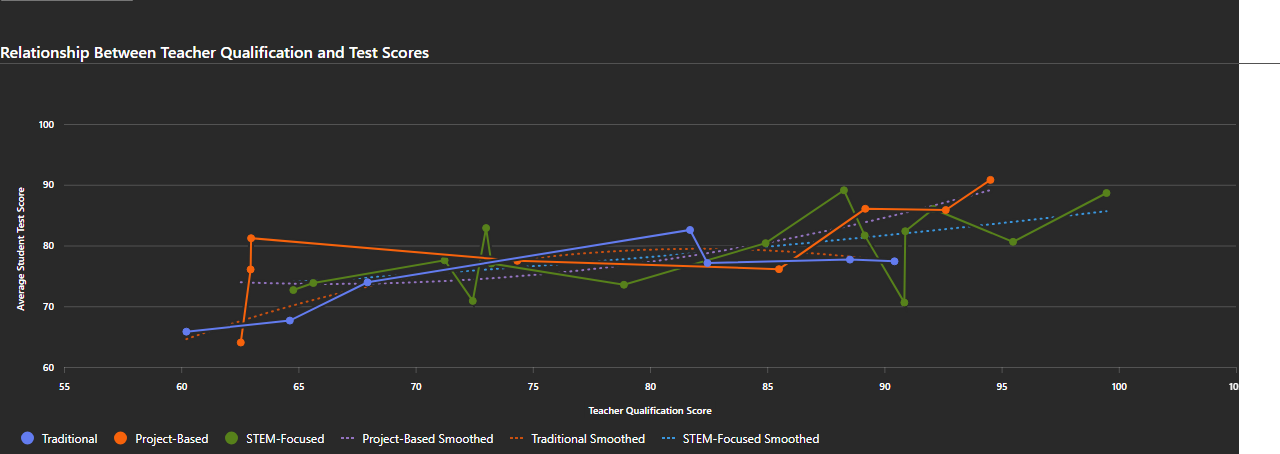 Relationship Between Teacher Qualification and Test Scores
100
90
80
70
60
Average Student Test Score
55 60 65 70 75 80 85 90 95 100 10
Teacher Qualification Score
Traditional Project-Based STEM-Focused Project-Based Smoothed Traditional Smoothed STEM-Focused Smoothed